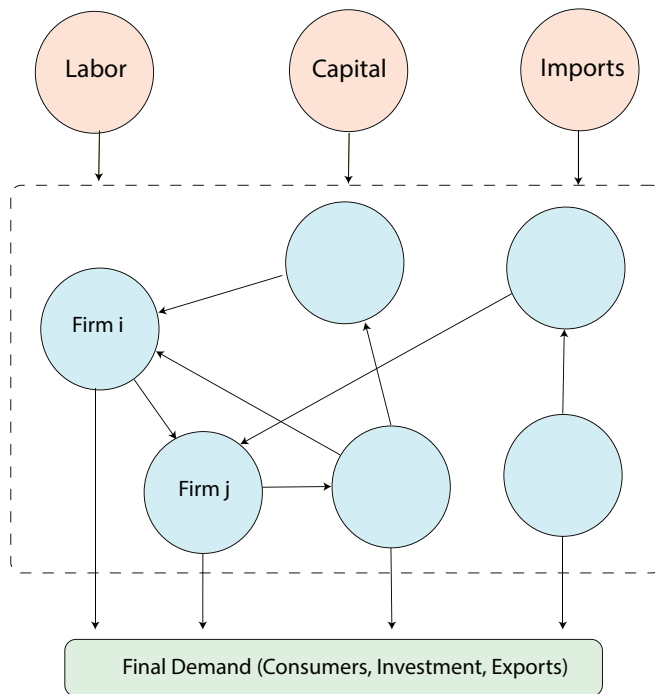 Labor
Capital
Imports
Firm i
Firm j
Final Demand (Consumers, Investment, Exports)